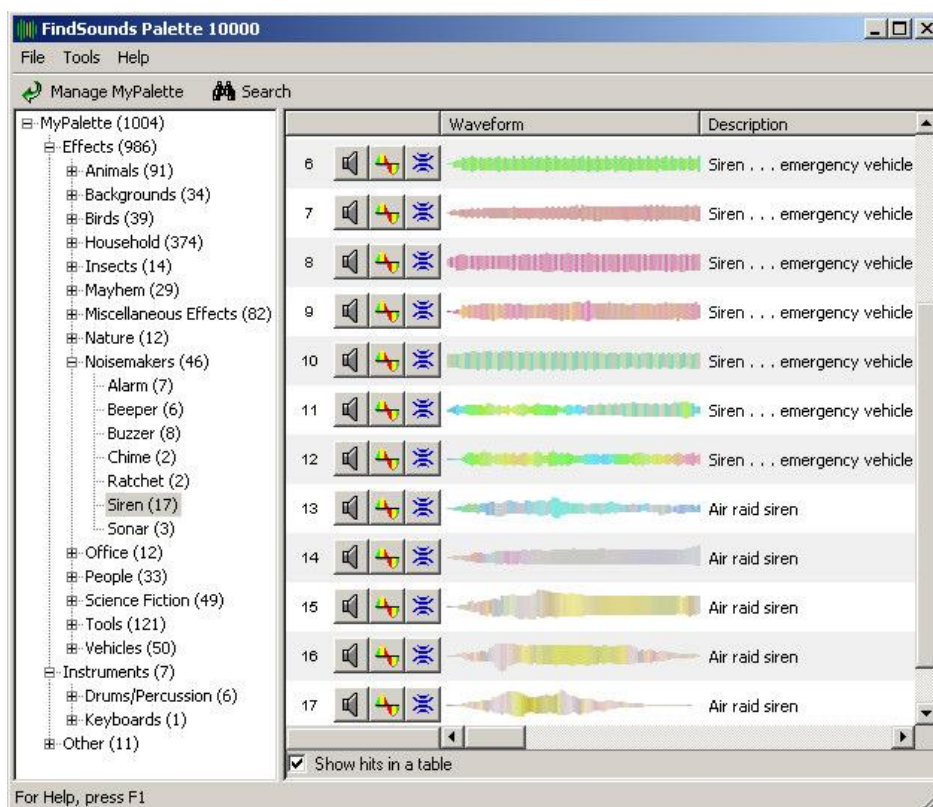 FindSounds Palette 10000
File Tools Help
Manage MyPalette Search
MyPalette (1004)
Effects (986)
Animals (91)
Backgrounds (34)
Birds (39)
Household (374)
Insects (14)
Mayhem (29)
Miscellaneous Effects (82)
Nature (12)
Noisemakers (46)
Alarm (7)
Beeper (6)
Buzzer (8)
Chime (2)
Ratchet (2)
Siren (17)
Sonar (3)
Office (12)
People (33)
Science Fiction (49)
Tools (121)
Vehicles (50)
Instruments (7)
Drums/Percussion (6)
Keyboards (1)
Other (11)
Waveform Description
6 Siren . . . emergency vehicle
7 Siren . . . emergency vehicle
8 Siren . . . emergency vehicle
9 Siren . . . emergency vehicle
10 Siren . . . emergency vehicle
11 Siren . . . emergency vehicle
12 Siren . . . emergency vehicle
13 Air raid siren
14 Air raid siren
15 Air raid siren
16 Air raid siren
17 Air raid siren
Show hits in a table
For Help, press F1